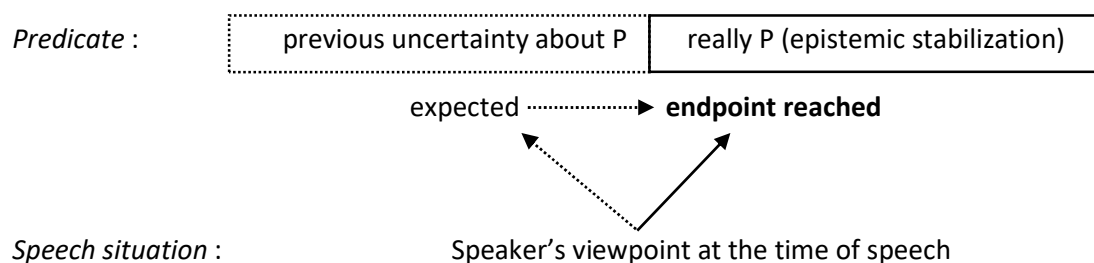 Predicate : previous uncertainty about P really P (epistemic stabilization)
expected endpoint reached
Speech situation : Speaker’s viewpoint at the time of speech